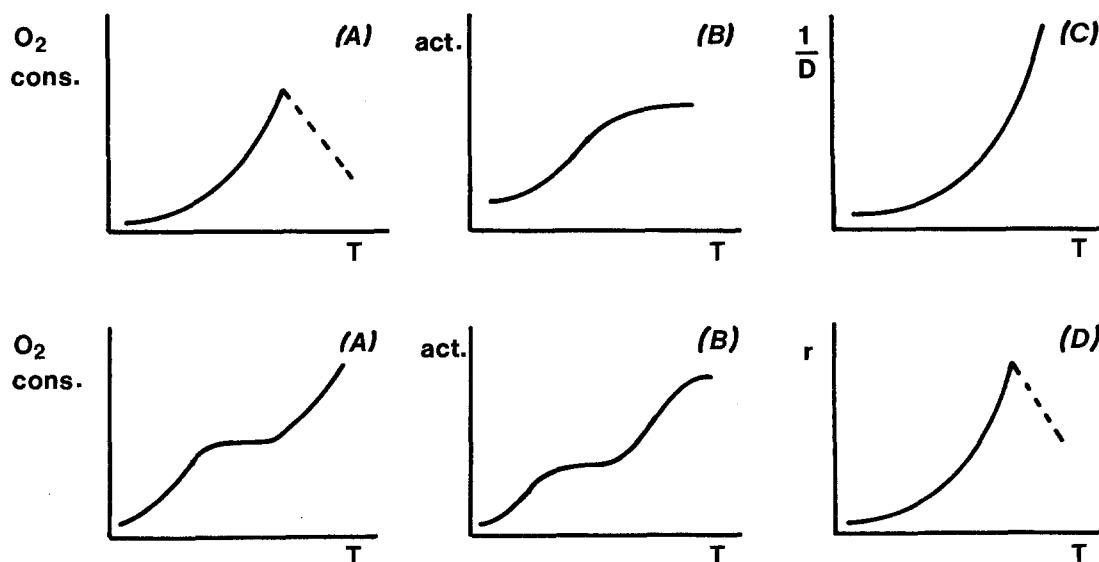 O₂
cons.
(A)
T
act.
(B)
T
1
D
(C)
T
O₂
cons.
(A)
T
act.
(B)
T
r
(D)
T